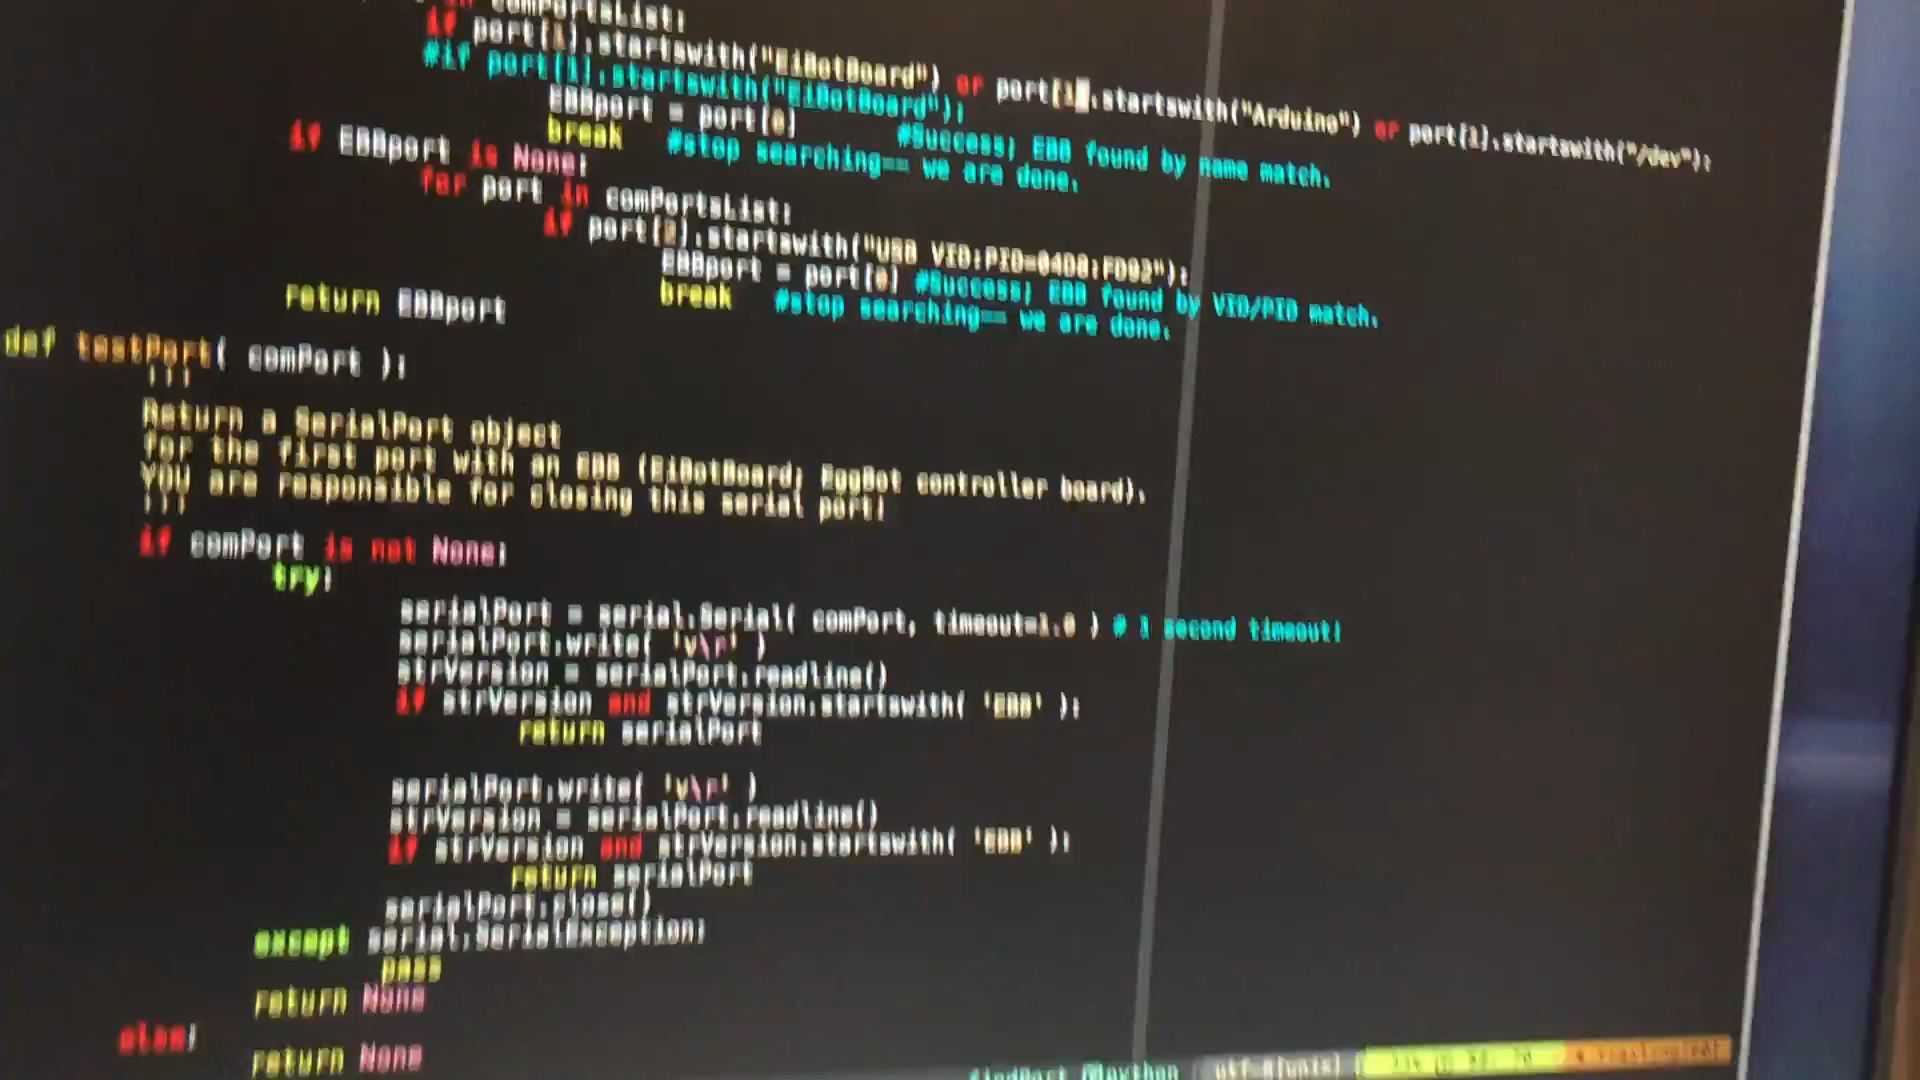 in comPortsList:
if port[1].startswith("EiBotBoard") or port[1].startswith("Arduino") or port[1].startswith("/dev"):
#if port[1].startswith("EiBotBoard"):
EBBport = port[0] #Success; EBB found by name match.
break #stop searching-- we are done.
if EBBport is None:
for port in comPortsList:
if port[2].startswith("USB VID:PID=04D8:FD92"):
EBBport = port[0] #Success; EBB found by VID/PID match.
break #stop searching-- we are done.
return EBBport
def testPort( comPort ):
'''
Return a SerialPort object
for the first port with an EBB (EiBotBoard; EggBot controller board).
YOU are responsible for closing this serial port!
'''
if comPort is not None:
try:
serialPort = serial.Serial( comPort, timeout=1.0 ) # 1 second timeout!
serialPort.write( 'v\r' )
strVersion = serialPort.readline()
if strVersion and strVersion.startswith( 'EBB' ):
return serialPort
serialPort.write( 'v\r' )
strVersion = serialPort.readline()
if strVersion and strVersion.startswith( 'EBB' ):
return serialPort
serialPort.close()
except serial.SerialException:
pass
return None
else:
return None
findPort python utf-8[unix]